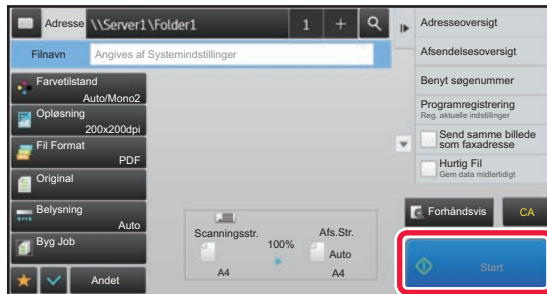 Adresse
\\Server1\Folder1
1
+
Filnavn
Angives af Systemindstillinger
Farvetilstand
Auto/Mono2
Opløsning
200x200dpi
Fil Format
PDF
Original
Belysning
Auto
Byg Job
Andet
Scanningsstr.
A4
100%
Afs.Str.
Auto
A4
Adresseoversigt
Afsendelsesoversigt
Benyt søgenummer
Programregistrering
Reg. aktuelle indstillinger
Send samme billede
som faxadresse
Hurtig Fil
Gem data midlertidigt
Forhåndsvis
CA
Start